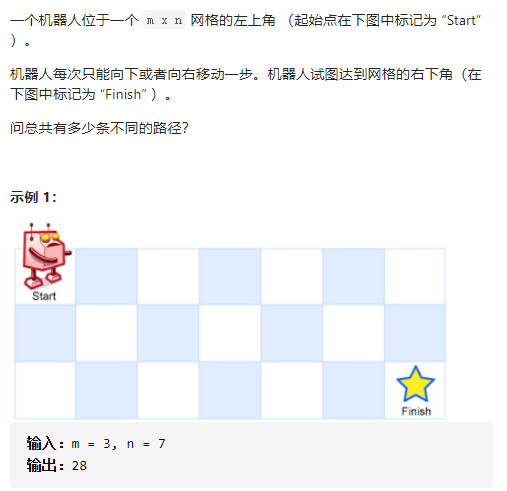 一个机器人位于一个 m x n 网格的左上角 （起始点在下图中标记为 “Start”
）。
机器人每次只能向下或者向右移动一步。机器人试图达到网格的右下角（在
下图中标记为 “Finish” ）。
问总共有多少条不同的路径？
示例 1：
Start
Finish
输入：m = 3, n = 7
输出：28